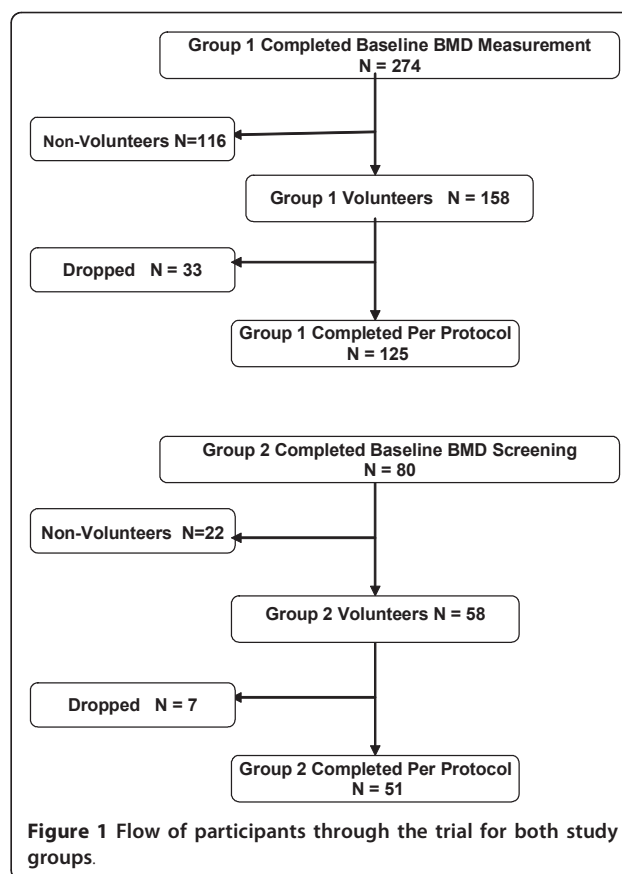 Group 1 Completed Baseline BMD Measurement
N = 274
Non-Volunteers N=116
Group 1 Volunteers N = 158
Dropped N = 33
Group 1 Completed Per Protocol
N = 125
Group 2 Completed Baseline BMD Screening
N = 80
Non-Volunteers N=22
Group 2 Volunteers N = 58
Dropped N = 7
Group 2 Completed Per Protocol
N = 51
Figure 1 Flow of participants through the trial for both study
groups.